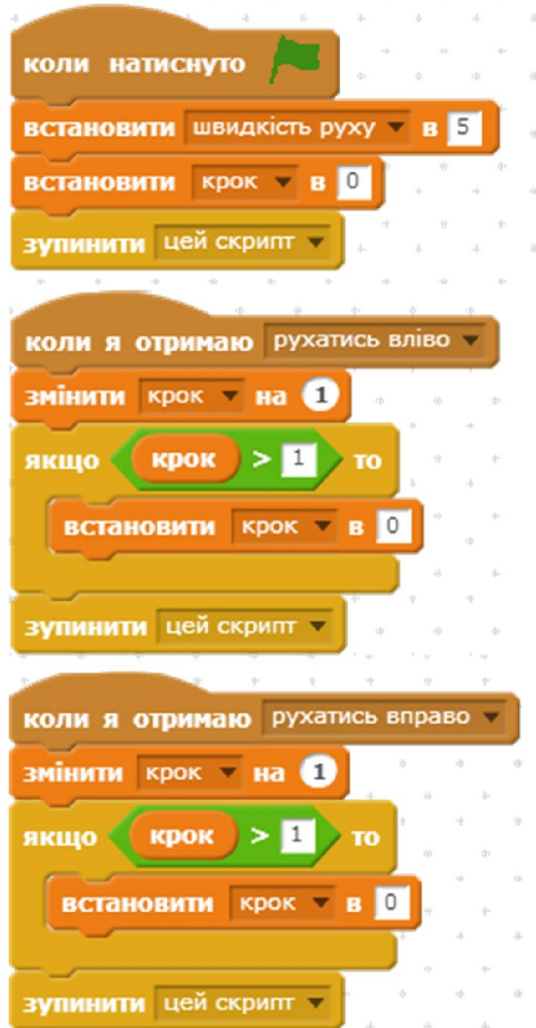 коли натиснуто
встановити швидкість руху в 5
встановити крок в 0
зупинити цей скрипт
коли я отримаю рухатись вліво
змінити крок на 1
якщо крок > 1 то
встановити крок в 0
зупинити цей скрипт
коли я отримаю рухатись вправо
змінити крок на 1
якщо крок > 1 то
встановити крок в 0
зупинити цей скрипт